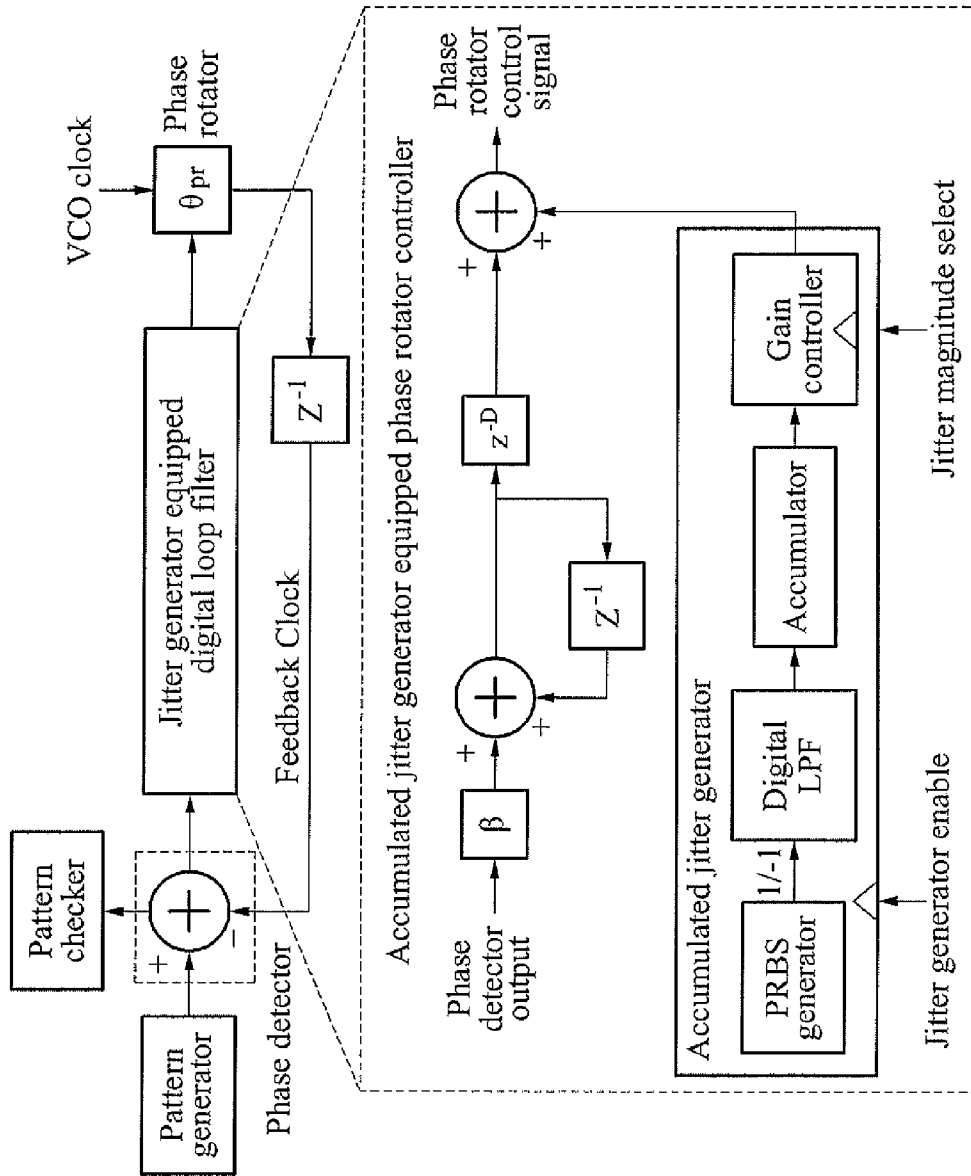 Pattern
generator
+
−
Phase detector
Pattern
checker
Jitter generator equipped
digital loop filter
VCO clock
θpr
Phase
rotator
Feedback Clock
Z-1
Accumulated jitter generator equipped phase rotator controller
Phase
detector
output
β
+
+
Z-1
z-D
+
+
Phase
rotator
control
signal
Accumulated jitter generator
PRBS
generator
1/-1
Digital
LPF
Accumulator
Gain
controller
Jitter generator enable
Jitter magnitude select